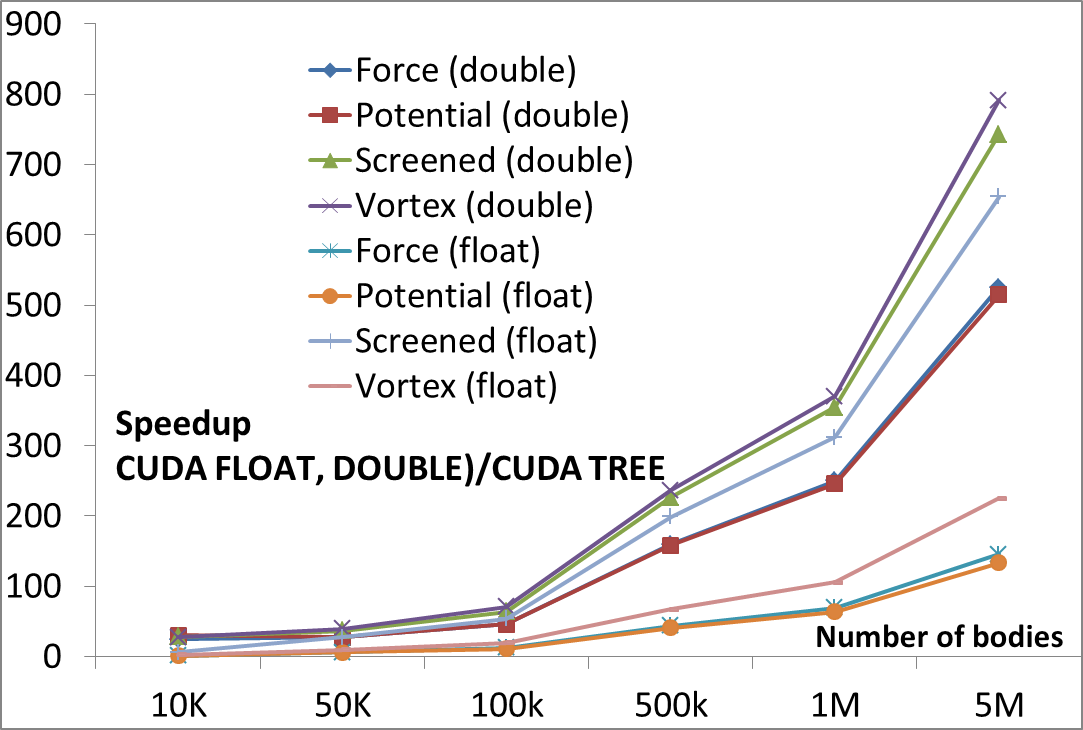 900
800
700
600
500
400
300
200
100
0
Force (double)
Potential (double)
Screened (double)
Vortex (double)
Force (float)
Potential (float)
Screened (float)
Vortex (float)
Speedup
CUDA FLOAT, DOUBLE)/CUDA TREE
Number of bodies
10K 50K 100k 500k 1M 5M